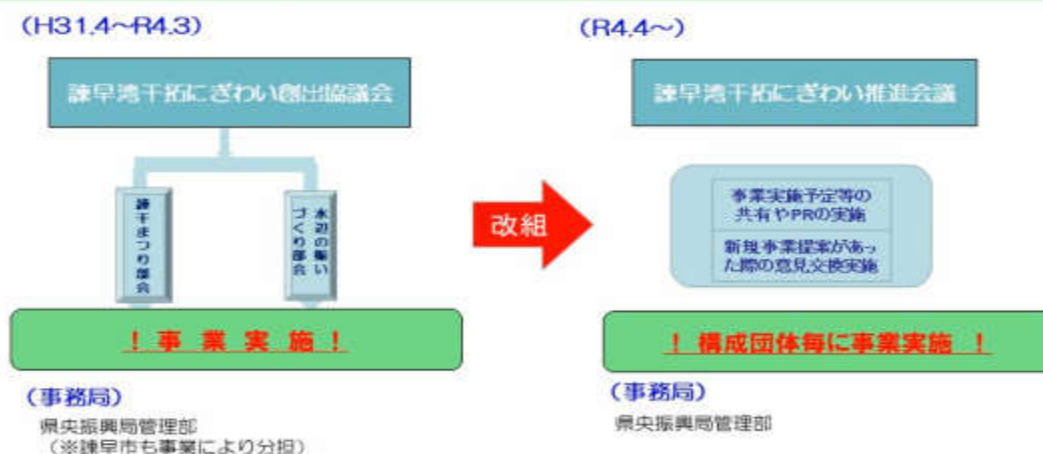 （H31.4～R4.3）
諫早湾干拓にぎわい創出協議会
諫干まつり部会
水辺の賑い
づくり部会
！事 業 実 施！
（事務局）
県央振興局管理部
（※諫早市も事業により分担）
改組
（R4.4～）
諫早湾干拓にぎわい推進会議
事業実施予定等の
共有やPRの実施
新規事業提案があっ
た際の意見交換実施
！構成団体毎に事業実施 ！
（事務局）
県央振興局管理部